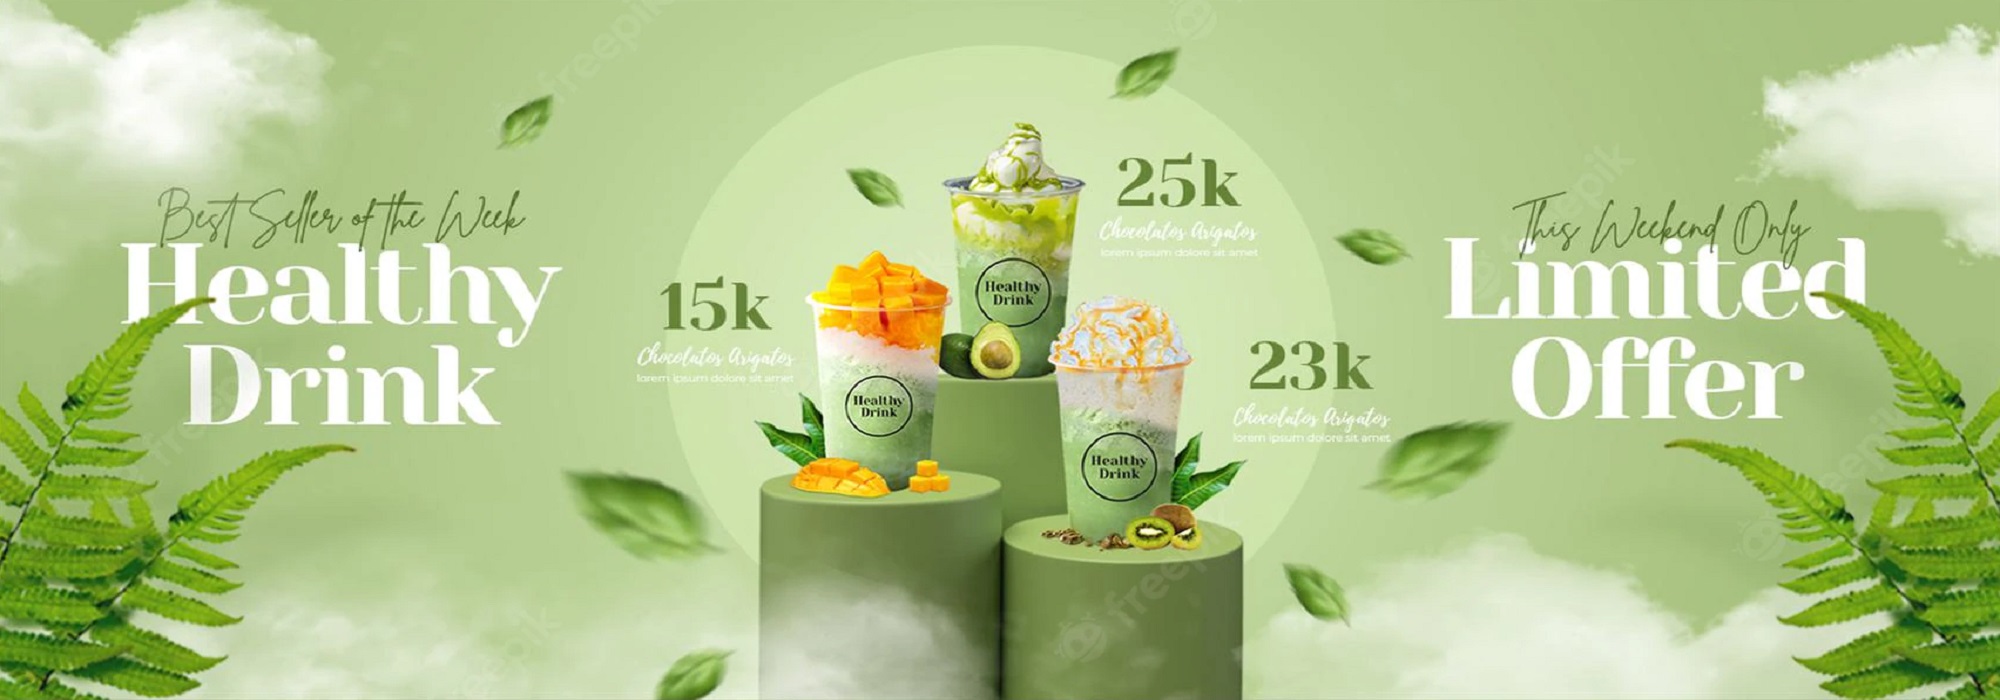 Best Seller of the Week
Healthy
Drink
15k
Chocolatos Arigatos
lorem ipsum dolore sit amet
Healthy
Drink
25k
Chocolatos Arigatos
lorem ipsum dolore sit amet
Healthy
Drink
23k
Chocolatos Arigatos
lorem ipsum dolore sit amet
Healthy
Drink
This Weekend Only
Limited
Offer
freepik